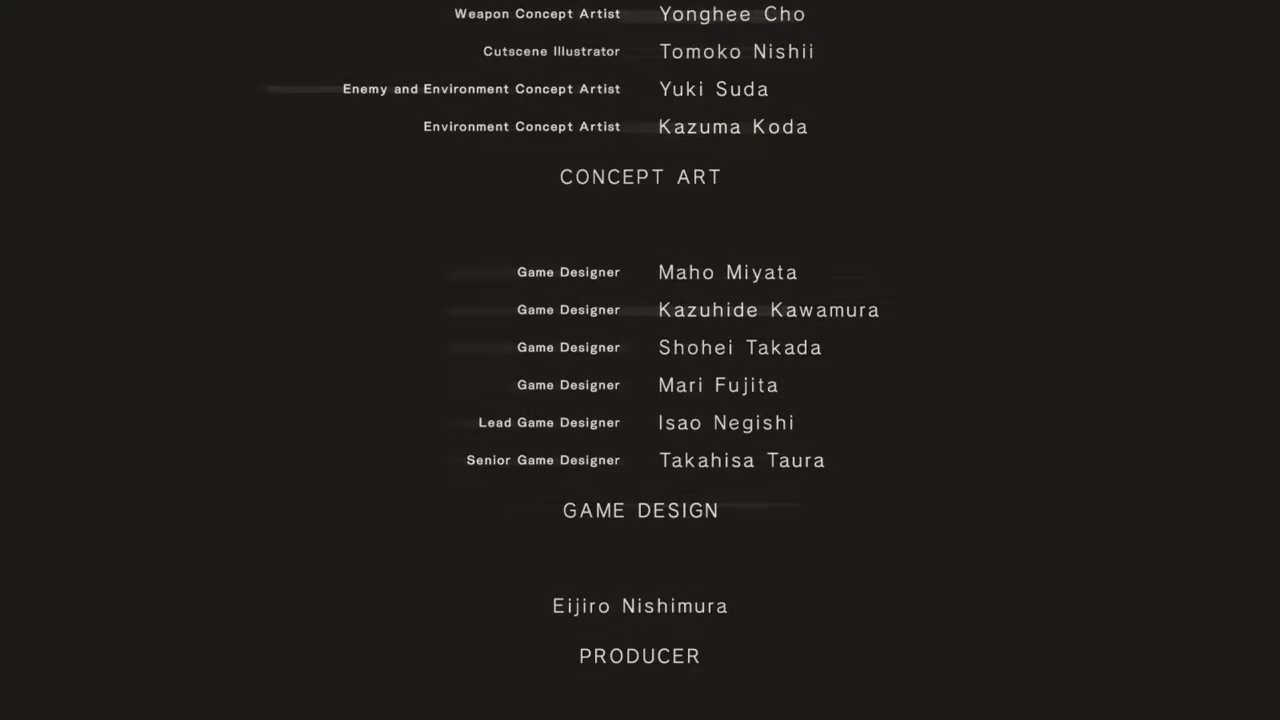 Weapon Concept Artist Yonghee Cho
Cutscene Illustrator Tomoko Nishii
Enemy and Environment Concept Artist Yuki Suda
Environment Concept Artist Kazuma Koda
CONCEPT ART
Game Designer Maho Miyata
Game Designer Kazuhide Kawamura
Game Designer Shohei Takada
Game Designer Mari Fujita
Lead Game Designer Isao Negishi
Senior Game Designer Takahisa Taura
GAME DESIGN
Eijiro Nishimura
PRODUCER